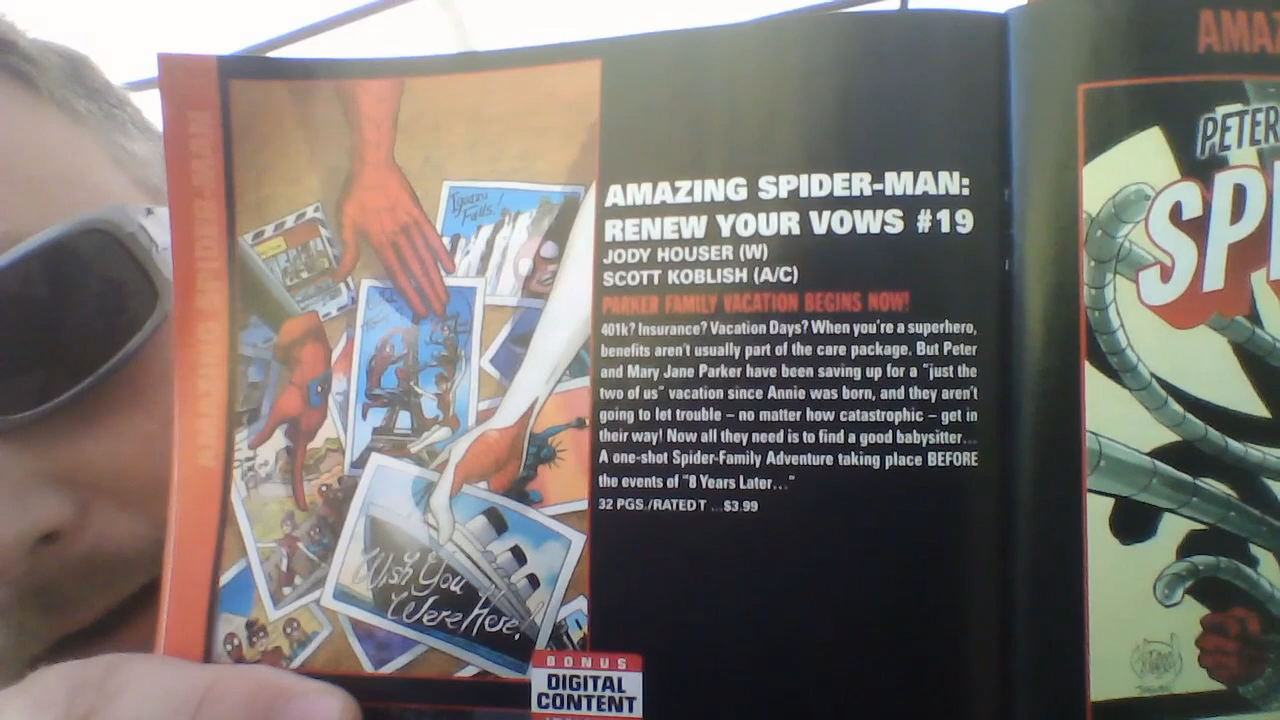 AMAZING SPIDER-MAN
Iguazu
Falls!
Wish You
Were Here!
BONUS
DIGITAL
CONTENT
AMAZING SPIDER-MAN:
RENEW YOUR VOWS #19
JODY HOUSER (W)
SCOTT KOBLISH (A/C)
PARKER FAMILY VACATION BEGINS NOW!
401k? Insurance? Vacation Days? When you're a superhero,
benefits aren't usually part of the care package. But Peter
and Mary Jane Parker have been saving up for a "just the
two of us" vacation since Annie was born, and they aren't
going to let trouble – no matter how catastrophic – get in
their way! Now all they need is to find a good babysitter...
A one-shot Spider-Family Adventure taking place BEFORE
the events of "8 Years Later..."
32 PGS./RATED T ...$3.99
AMAZ
PETER
SP